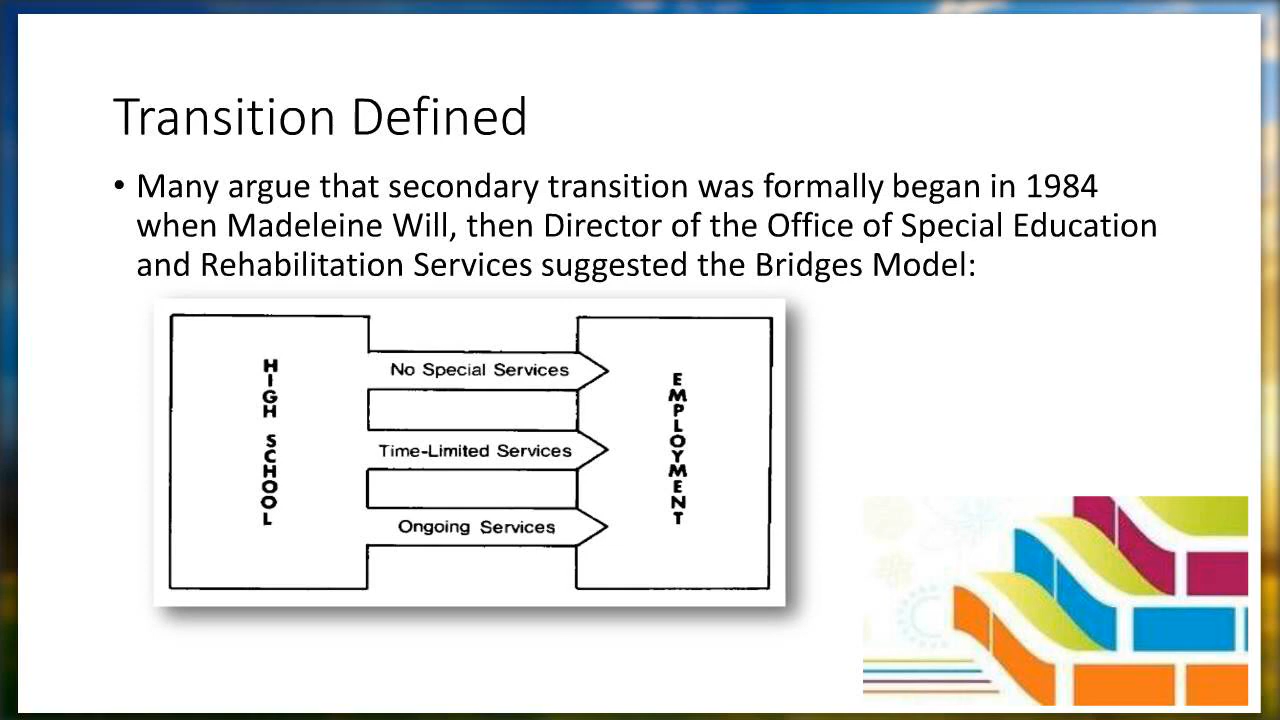 Transition Defined
• Many argue that secondary transition was formally began in 1984
when Madeleine Will, then Director of the Office of Special Education
and Rehabilitation Services suggested the Bridges Model:
HIGH SCHOOL
No Special Services
Time-Limited Services
Ongoing Services
EMPLOYMENT